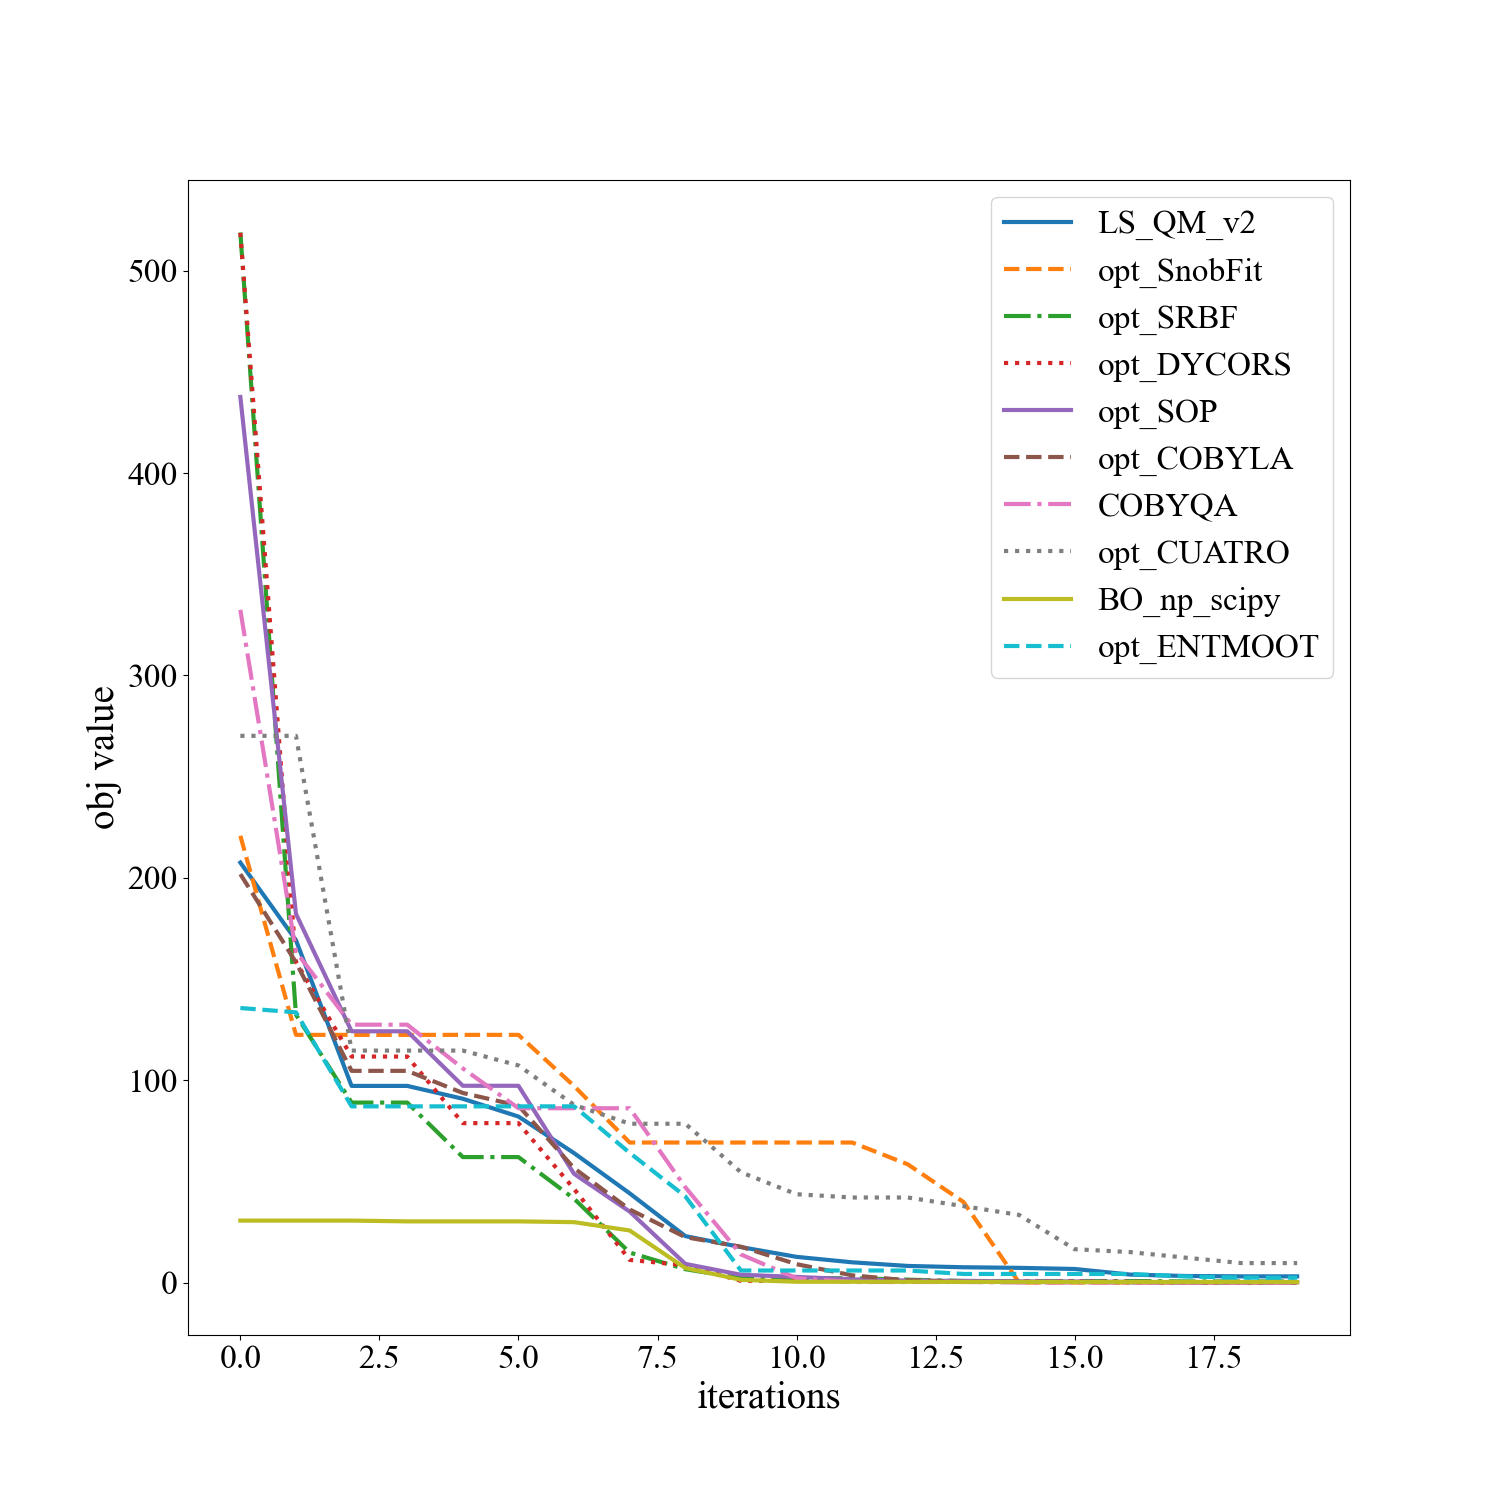 LS_QM_v2
opt_SnobFit
opt_SRBF
opt_DYCORS
opt_SOP
opt_COBYLA
COBYQA
opt_CUATRO
BO_np_scipy
opt_ENTMOOT
500
400
300
200
100
0
obj value
0.0 2.5 5.0 7.5 10.0 12.5 15.0 17.5
iterations